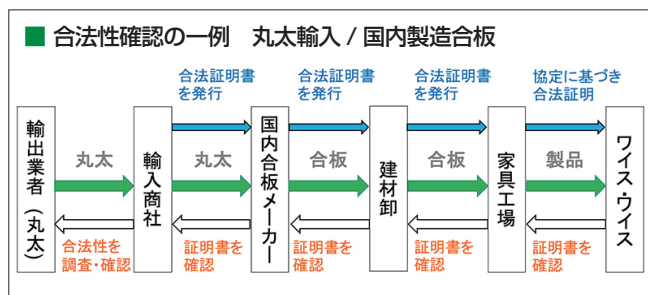 ■ 合法性確認の一例　丸太輸入 / 国内製造合板
合法証明書
を発行
合法証明書
を発行
合法証明書
を発行
協定に基づき
合法証明
輸出業者（丸太）
丸太
輸入商社
丸太
国内合板メーカー
合板
建材卸
合板
家具工場
製品
ワイス・ワイス
合法性を
調査・確認
証明書を
確認
証明書を
確認
証明書を
確認
証明書を
確認